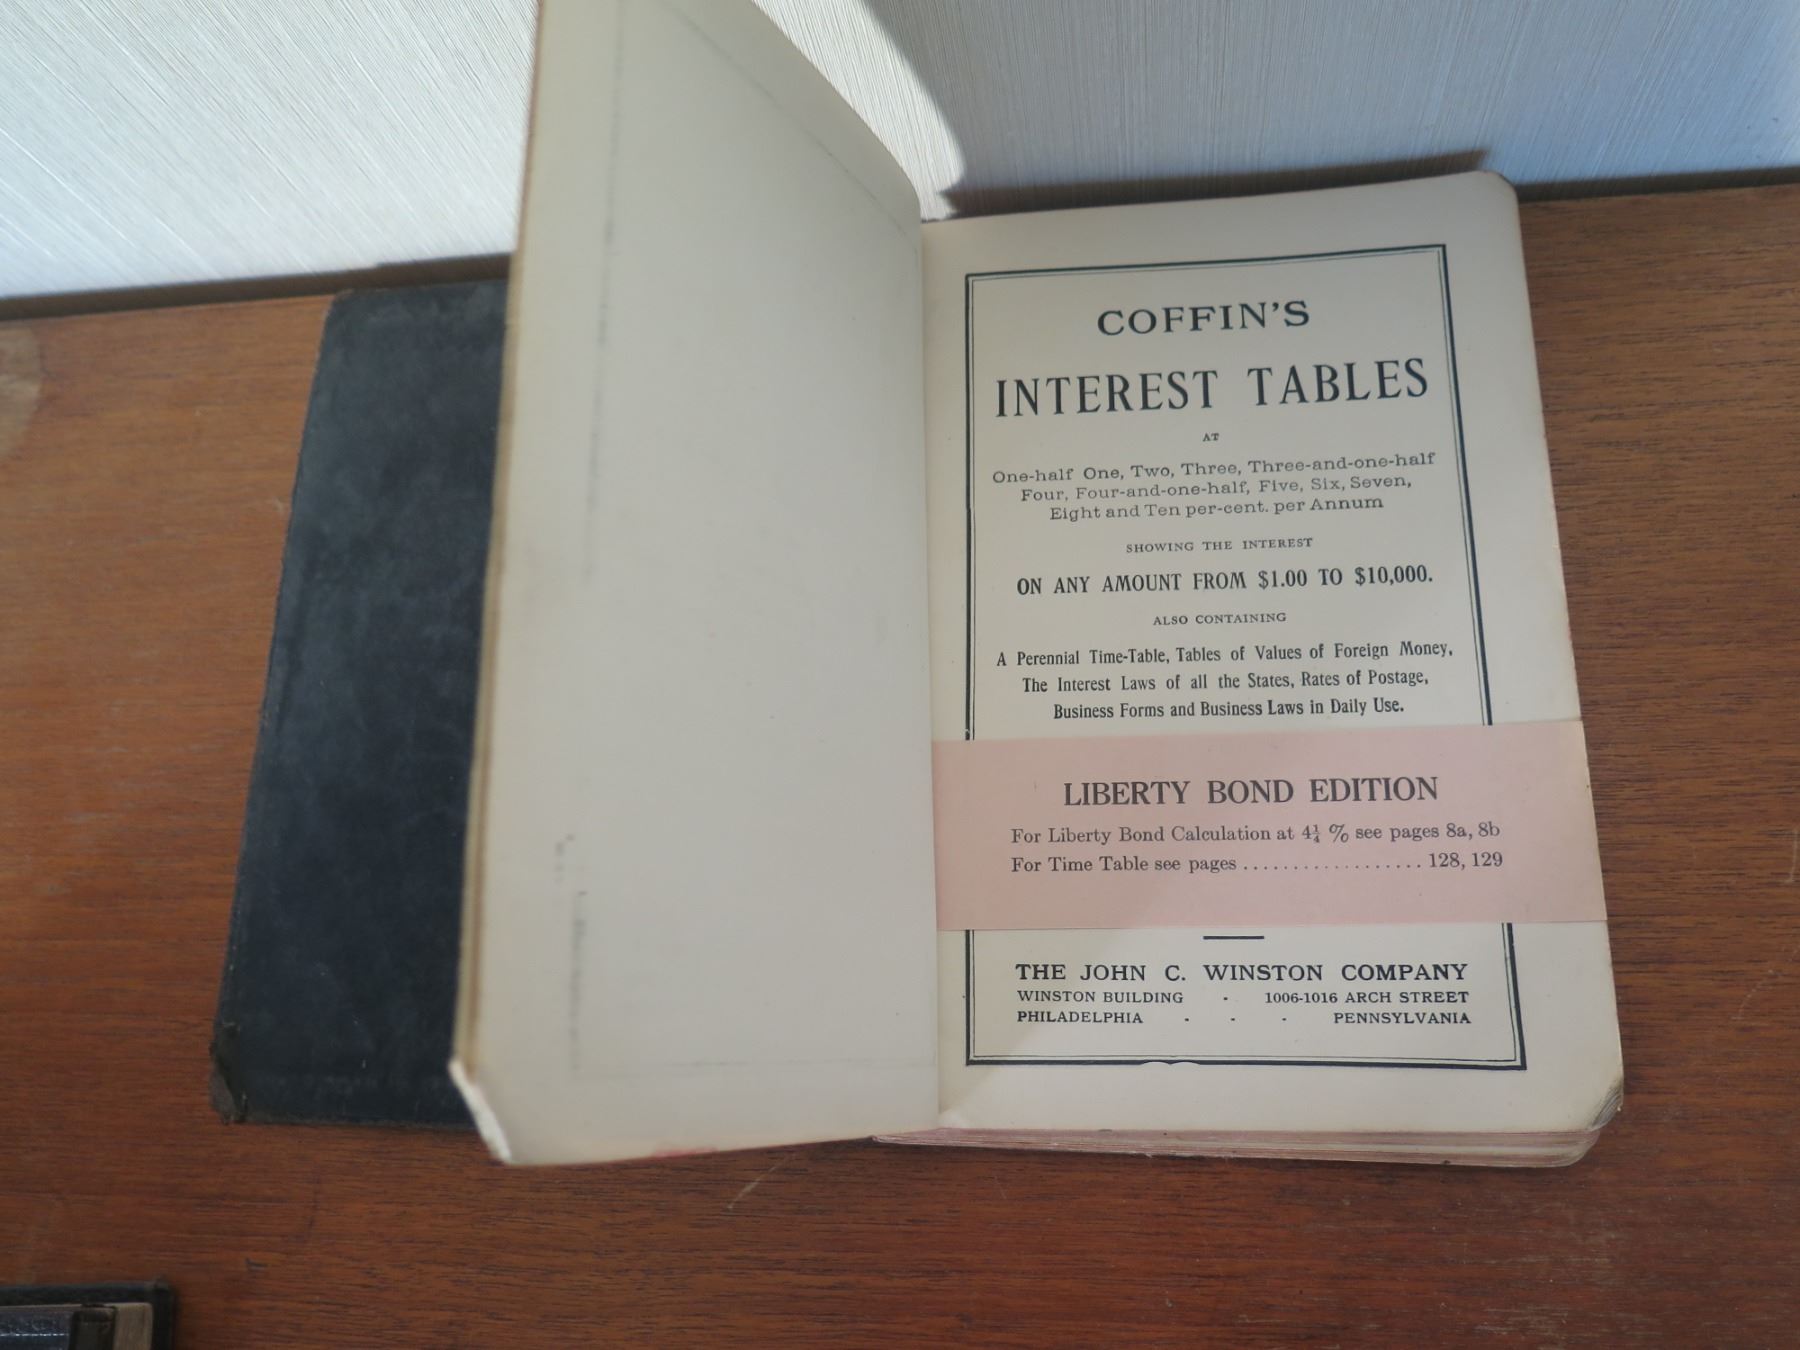 COFFIN'S
INTEREST TABLES
AT
One-half One, Two, Three, Three-and-one-half
Four, Four-and-one-half, Five, Six, Seven,
Eight and Ten per-cent. per Annum
SHOWING THE INTEREST
ON ANY AMOUNT FROM $1.00 TO $10,000.
ALSO CONTAINING
A Perennial Time-Table, Tables of Values of Foreign Money,
The Interest Laws of all the States, Rates of Postage,
Business Forms and Business Laws in Daily Use.
LIBERTY BOND EDITION
For Liberty Bond Calculation at 4¼ % see pages 8a, 8b
For Time Table see pages .................. 128, 129
THE JOHN C. WINSTON COMPANY
WINSTON BUILDING - 1006-1016 ARCH STREET
PHILADELPHIA - - - PENNSYLVANIA